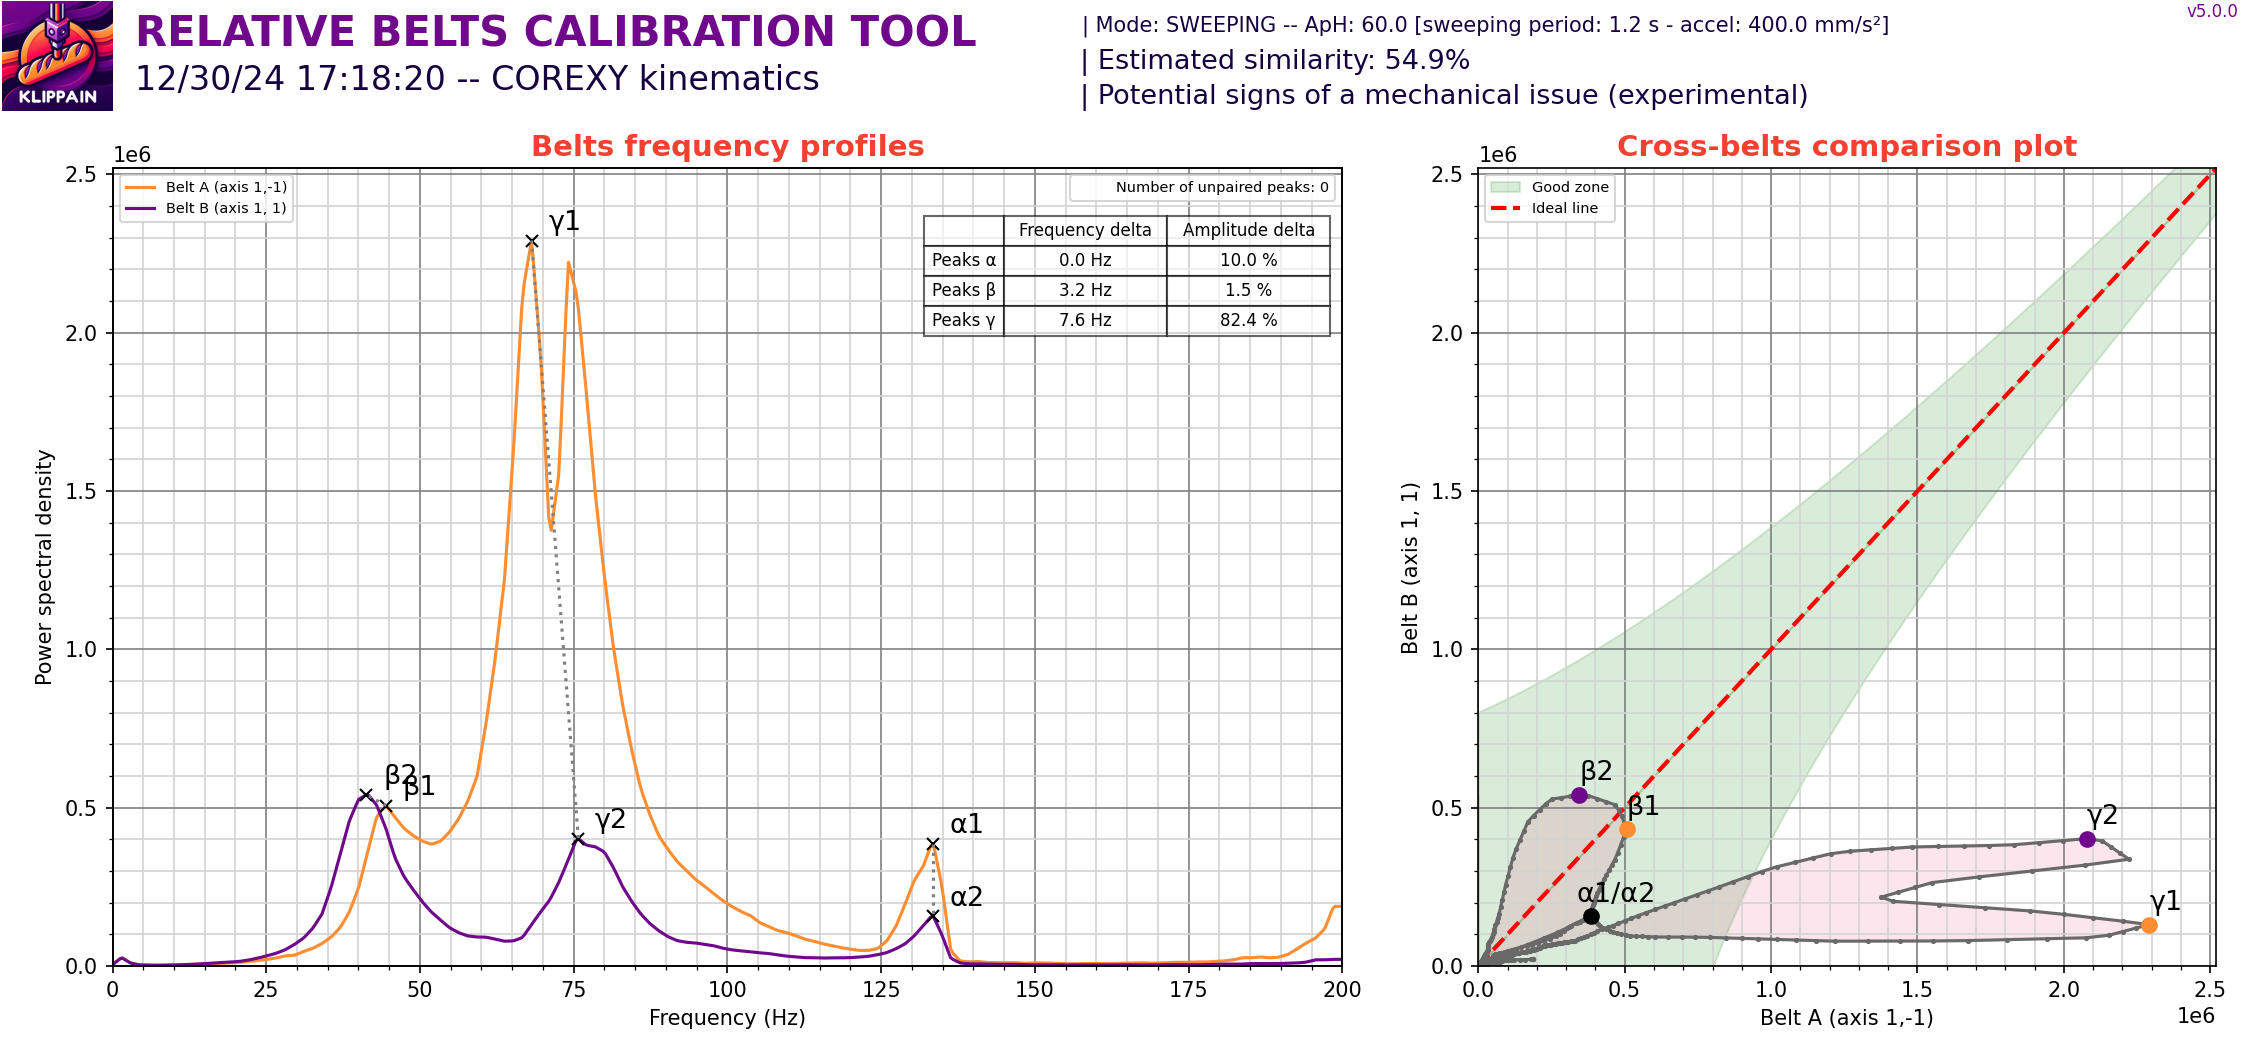 KLIPPAIN
RELATIVE BELTS CALIBRATION TOOL
12/30/24 17:18:20 -- COREXY kinematics
| Mode: SWEEPING -- ApH: 60.0 [sweeping period: 1.2 s - accel: 400.0 mm/s²]
| Estimated similarity: 54.9%
| Potential signs of a mechanical issue (experimental)
v5.0.0
Belts frequency profiles
1e6
Belt A (axis 1,-1)
Belt B (axis 1, 1)
Number of unpaired peaks: 0
Frequency delta Amplitude delta
Peaks α 0.0 Hz 10.0 %
Peaks β 3.2 Hz 1.5 %
Peaks γ 7.6 Hz 82.4 %
γ1
β2
β1
γ2
α1
α2
2.5
2.0
1.5
1.0
0.5
0.0
Power spectral density
0 25 50 75 100 125 150 175 200
Frequency (Hz)
Cross-belts comparison plot
1e6
Good zone
Ideal line
β2
β1
γ2
α1/α2
γ1
2.5
2.0
1.5
1.0
0.5
0.0
Belt B (axis 1, 1)
0.0 0.5 1.0 1.5 2.0 2.5
Belt A (axis 1,-1)
1e6